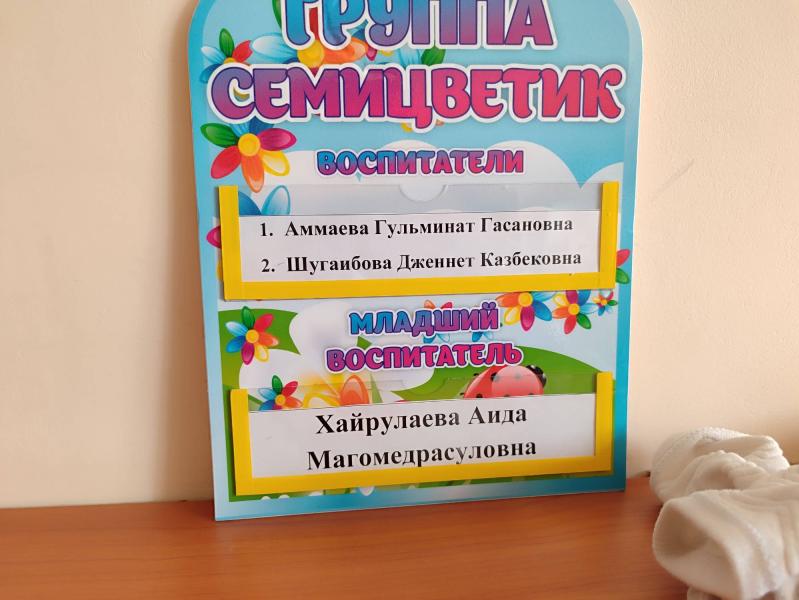 ГРУППА
СЕМИЦВЕТИК
ВОСПИТАТЕЛИ
1. Аммаева Гульминат Гасановна
2. Шугаибова Дженнет Казбековна
МЛАДШИЙ
ВОСПИТАТЕЛЬ
Хайрулаева Аида
Магомедрасуловна